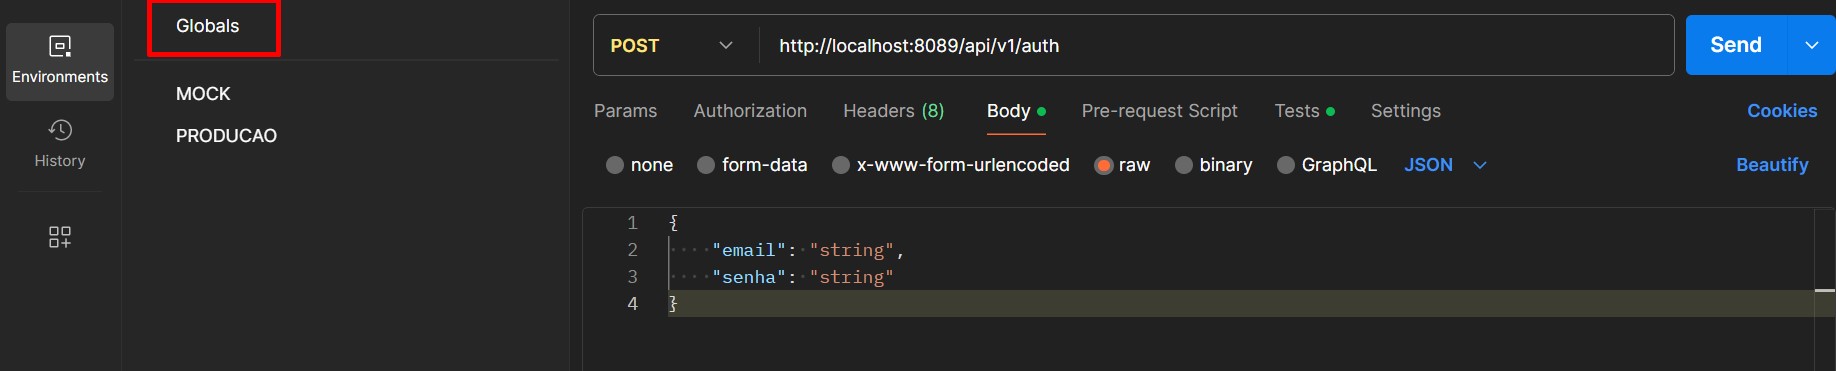 Environments
History
Globals
MOCK
PRODUCAO
POST http://localhost:8089/api/v1/auth Send
Params Authorization Headers (8) Body Pre-request Script Tests Settings Cookies
none form-data x-www-form-urlencoded raw binary GraphQL JSON Beautify
1 {
2 "email": "string",
3 "senha": "string"
4 }